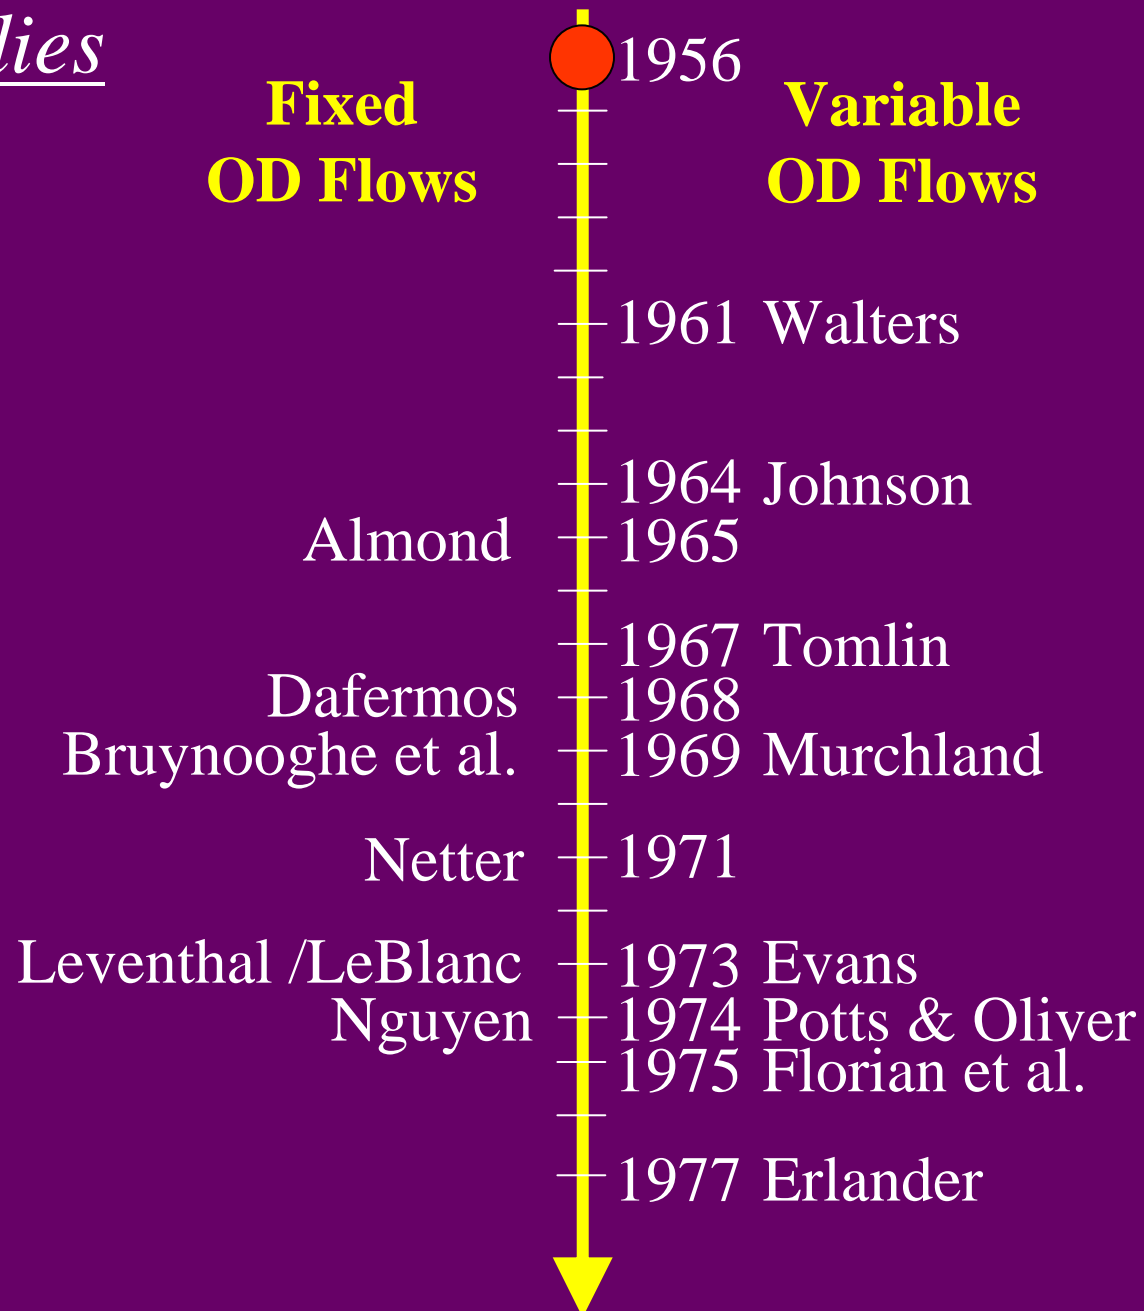 1956
Fixed
OD Flows
Variable
OD Flows
1961 Walters
1964 Johnson
Almond 1965
1967 Tomlin
Dafermos 1968
Bruynooghe et al. 1969 Murchland
Netter 1971
Leventhal /LeBlanc 1973 Evans
Nguyen 1974 Potts & Oliver
1975 Florian et al.
1977 Erlander